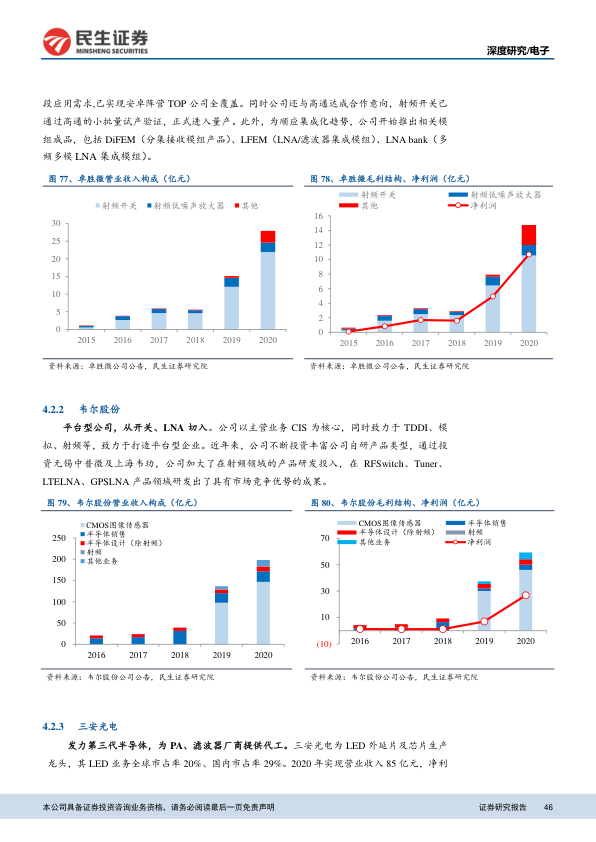 民生证券
MINSHENG SECURITIES
深度研究/电子
段应用需求,已实现安卓阵营 TOP 公司全覆盖。同时公司还与高通达成合作意向，射频开关已
通过高通的小批量试产验证，正式进入量产。此外，为顺应集成化趋势，公司开始推出相关模
组成品，包括 DiFEM（分集接收模组产品）、LFEM（LNA/滤波器集成模组）、LNA bank（多
频多模 LNA 集成模组）。
图 77、卓胜微营业收入构成（亿元）
射频开关 射频低噪声放大器 其他
30
25
20
15
10
5
0
2015 2016 2017 2018 2019 2020
资料来源：卓胜微公司公告，民生证券研究院
图 78、卓胜微毛利结构、净利润（亿元）
射频开关 射频低噪声放大器
其他 净利润
16
14
12
10
8
6
4
2
0
2015 2016 2017 2018 2019 2020
资料来源：卓胜微公司公告，民生证券研究院
4.2.2 韦尔股份
平台型公司，从开关、LNA 切入。公司以主营业务 CIS 为核心，同时致力于 TDDI、模
拟、射频等，致力于打造平台型企业。近年来，公司不断投资丰富公司自研产品类型，通过投
资无锡中普微及上海韦玏，公司加大了在射频领域的产品研发投入，在 RFSwitch、Tuner、
LTELNA、GPSLNA 产品领域研发出了具有市场竞争优势的成果。
图 79、韦尔股份营业收入构成（亿元）
CMOS图像传感器
半导体销售
半导体设计（除射频）
射频
其他业务
250
200
150
100
50
0
2016 2017 2018 2019 2020
资料来源：韦尔股份公司公告，民生证券研究院
图 80、韦尔股份毛利结构、净利润（亿元）
CMOS图像传感器 半导体销售
半导体设计（除射频） 射频
其他业务 净利润
70
50
30
10
(10)
2016 2017 2018 2019 2020
资料来源：韦尔股份公司公告，民生证券研究院
4.2.3 三安光电
发力第三代半导体，为 PA、滤波器厂商提供代工。三安光电为 LED 外延片及芯片生产
龙头，其 LED 业务全球市占率 20%、国内市占率 29%。2020 年实现营业收入 85 亿元，净利
本公司具备证券投资咨询业务资格，请务必阅读最后一页免责声明 证券研究报告 46